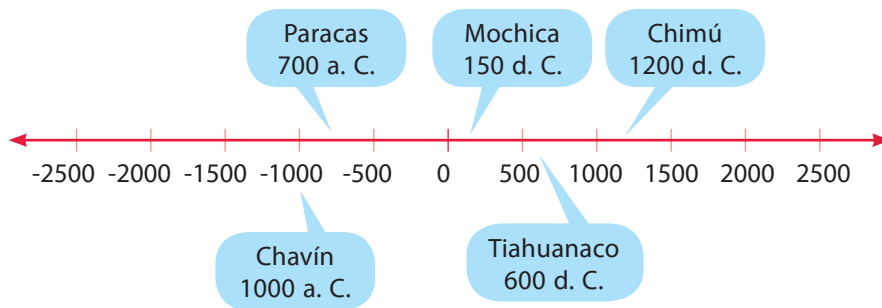 Paracas
700 a. C.
Mochica
150 d. C.
Chimú
1200 d. C.
-2500 -2000 -1500 -1000 -500 0 500 1000 1500 2000 2500
Chavín
1000 a. C.
Tiahuanaco
600 d. C.